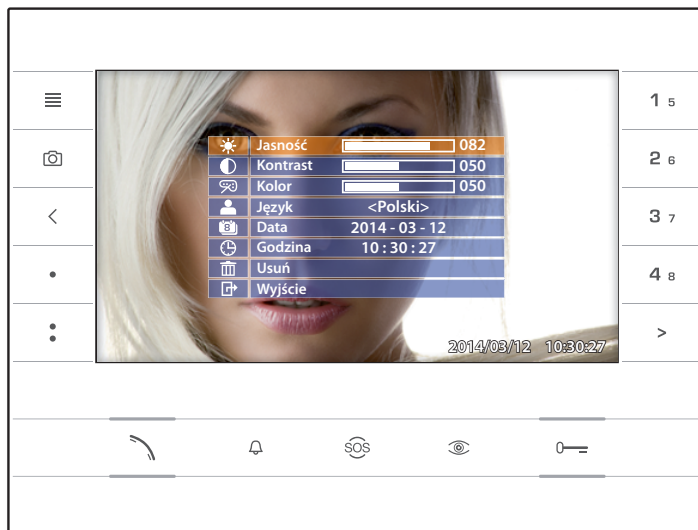 Jasność 082
Kontrast 050
Kolor 050
Język <Polski>
Data 2014 - 03 - 12
Godzina 10 : 30 : 27
Usuń
Wyjście
2014/03/12 10:30:27
1 5
2 6
3 7
4 8
>
SOS
8